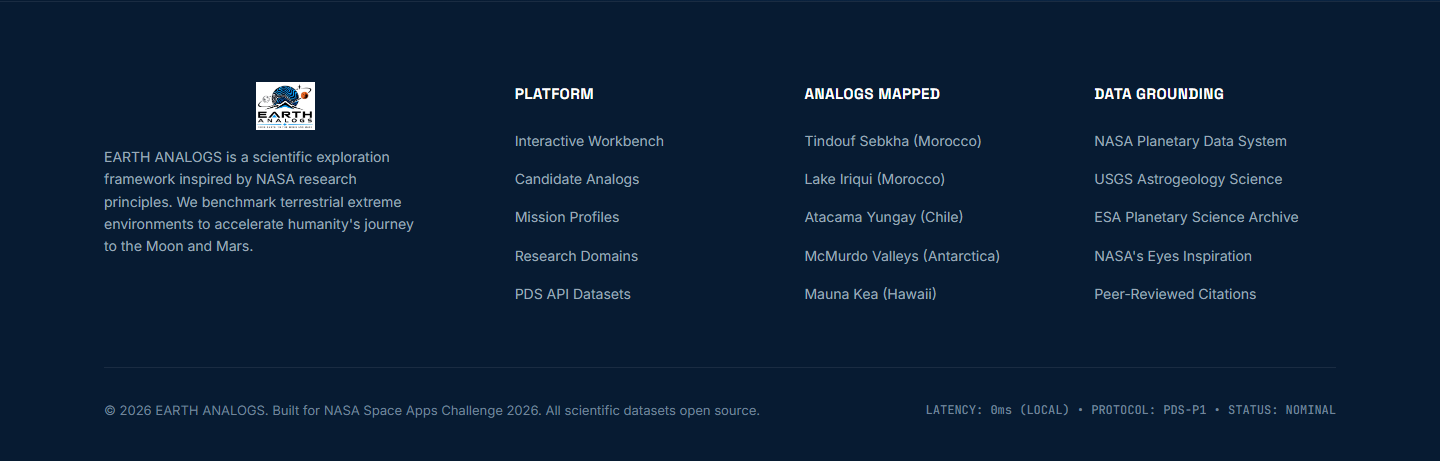 EARTH
ANALOGS
EARTH ANALOGS is a scientific exploration
framework inspired by NASA research
principles. We benchmark terrestrial extreme
environments to accelerate humanity's journey
to the Moon and Mars.
PLATFORM
Interactive Workbench
Candidate Analogs
Mission Profiles
Research Domains
PDS API Datasets
ANALOGS MAPPED
Tindouf Sebkha (Morocco)
Lake Iriqui (Morocco)
Atacama Yungay (Chile)
McMurdo Valleys (Antarctica)
Mauna Kea (Hawaii)
DATA GROUNDING
NASA Planetary Data System
USGS Astrogeology Science
ESA Planetary Science Archive
NASA's Eyes Inspiration
Peer-Reviewed Citations
© 2026 EARTH ANALOGS. Built for NASA Space Apps Challenge 2026. All scientific datasets open source.
LATENCY: 0ms (LOCAL) • PROTOCOL: PDS-P1 • STATUS: NOMINAL